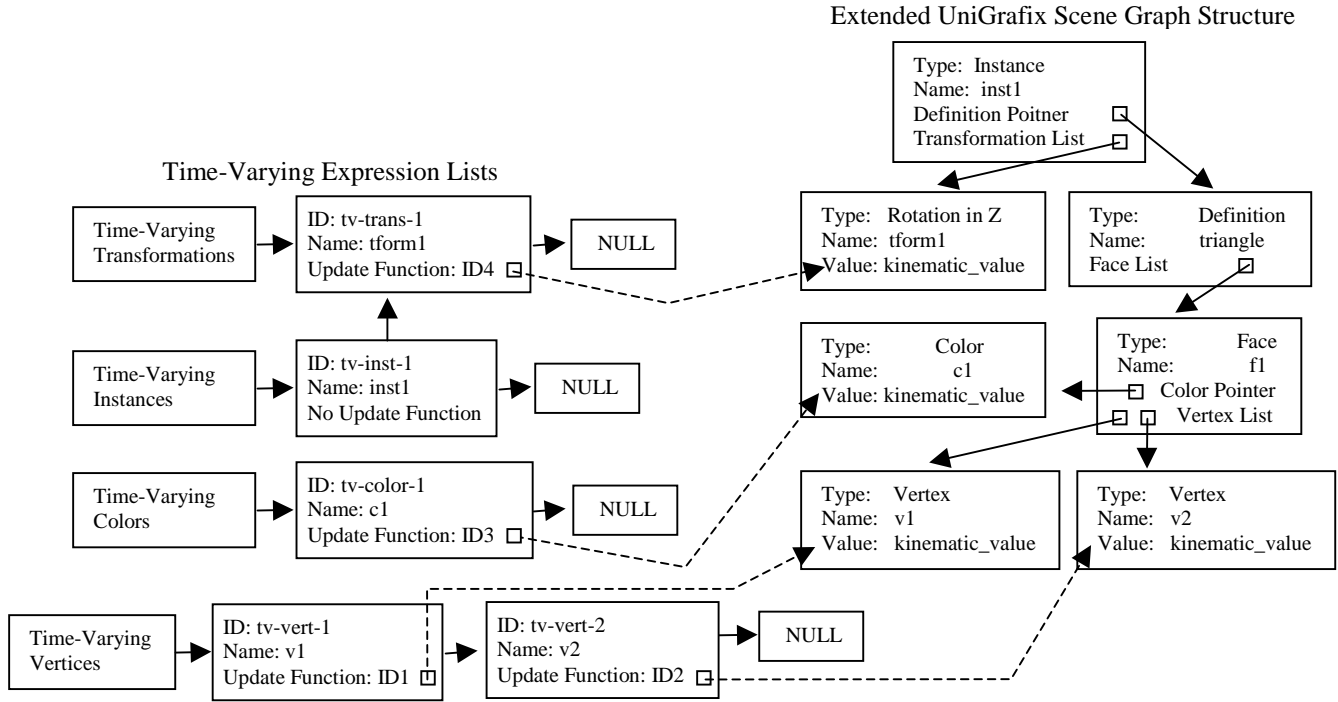 Extended UniGrafix Scene Graph Structure
Type: Instance
Name: inst1
Definition Poitner
Transformation List
Time-Varying Expression Lists
Time-Varying
Transformations
ID: tv-trans-1
Name: tform1
Update Function: ID4
NULL
Type: Rotation in Z
Name: tform1
Value: kinematic_value
Type: Definition
Name: triangle
Face List
Time-Varying
Instances
ID: tv-inst-1
Name: inst1
No Update Function
NULL
Type: Color
Name: c1
Value: kinematic_value
Type: Face
Name: f1
Color Pointer
Vertex List
Time-Varying
Colors
ID: tv-color-1
Name: c1
Update Function: ID3
NULL
Type: Vertex
Name: v1
Value: kinematic_value
Type: Vertex
Name: v2
Value: kinematic_value
Time-Varying
Vertices
ID: tv-vert-1
Name: v1
Update Function: ID1
ID: tv-vert-2
Name: v2
Update Function: ID2
NULL